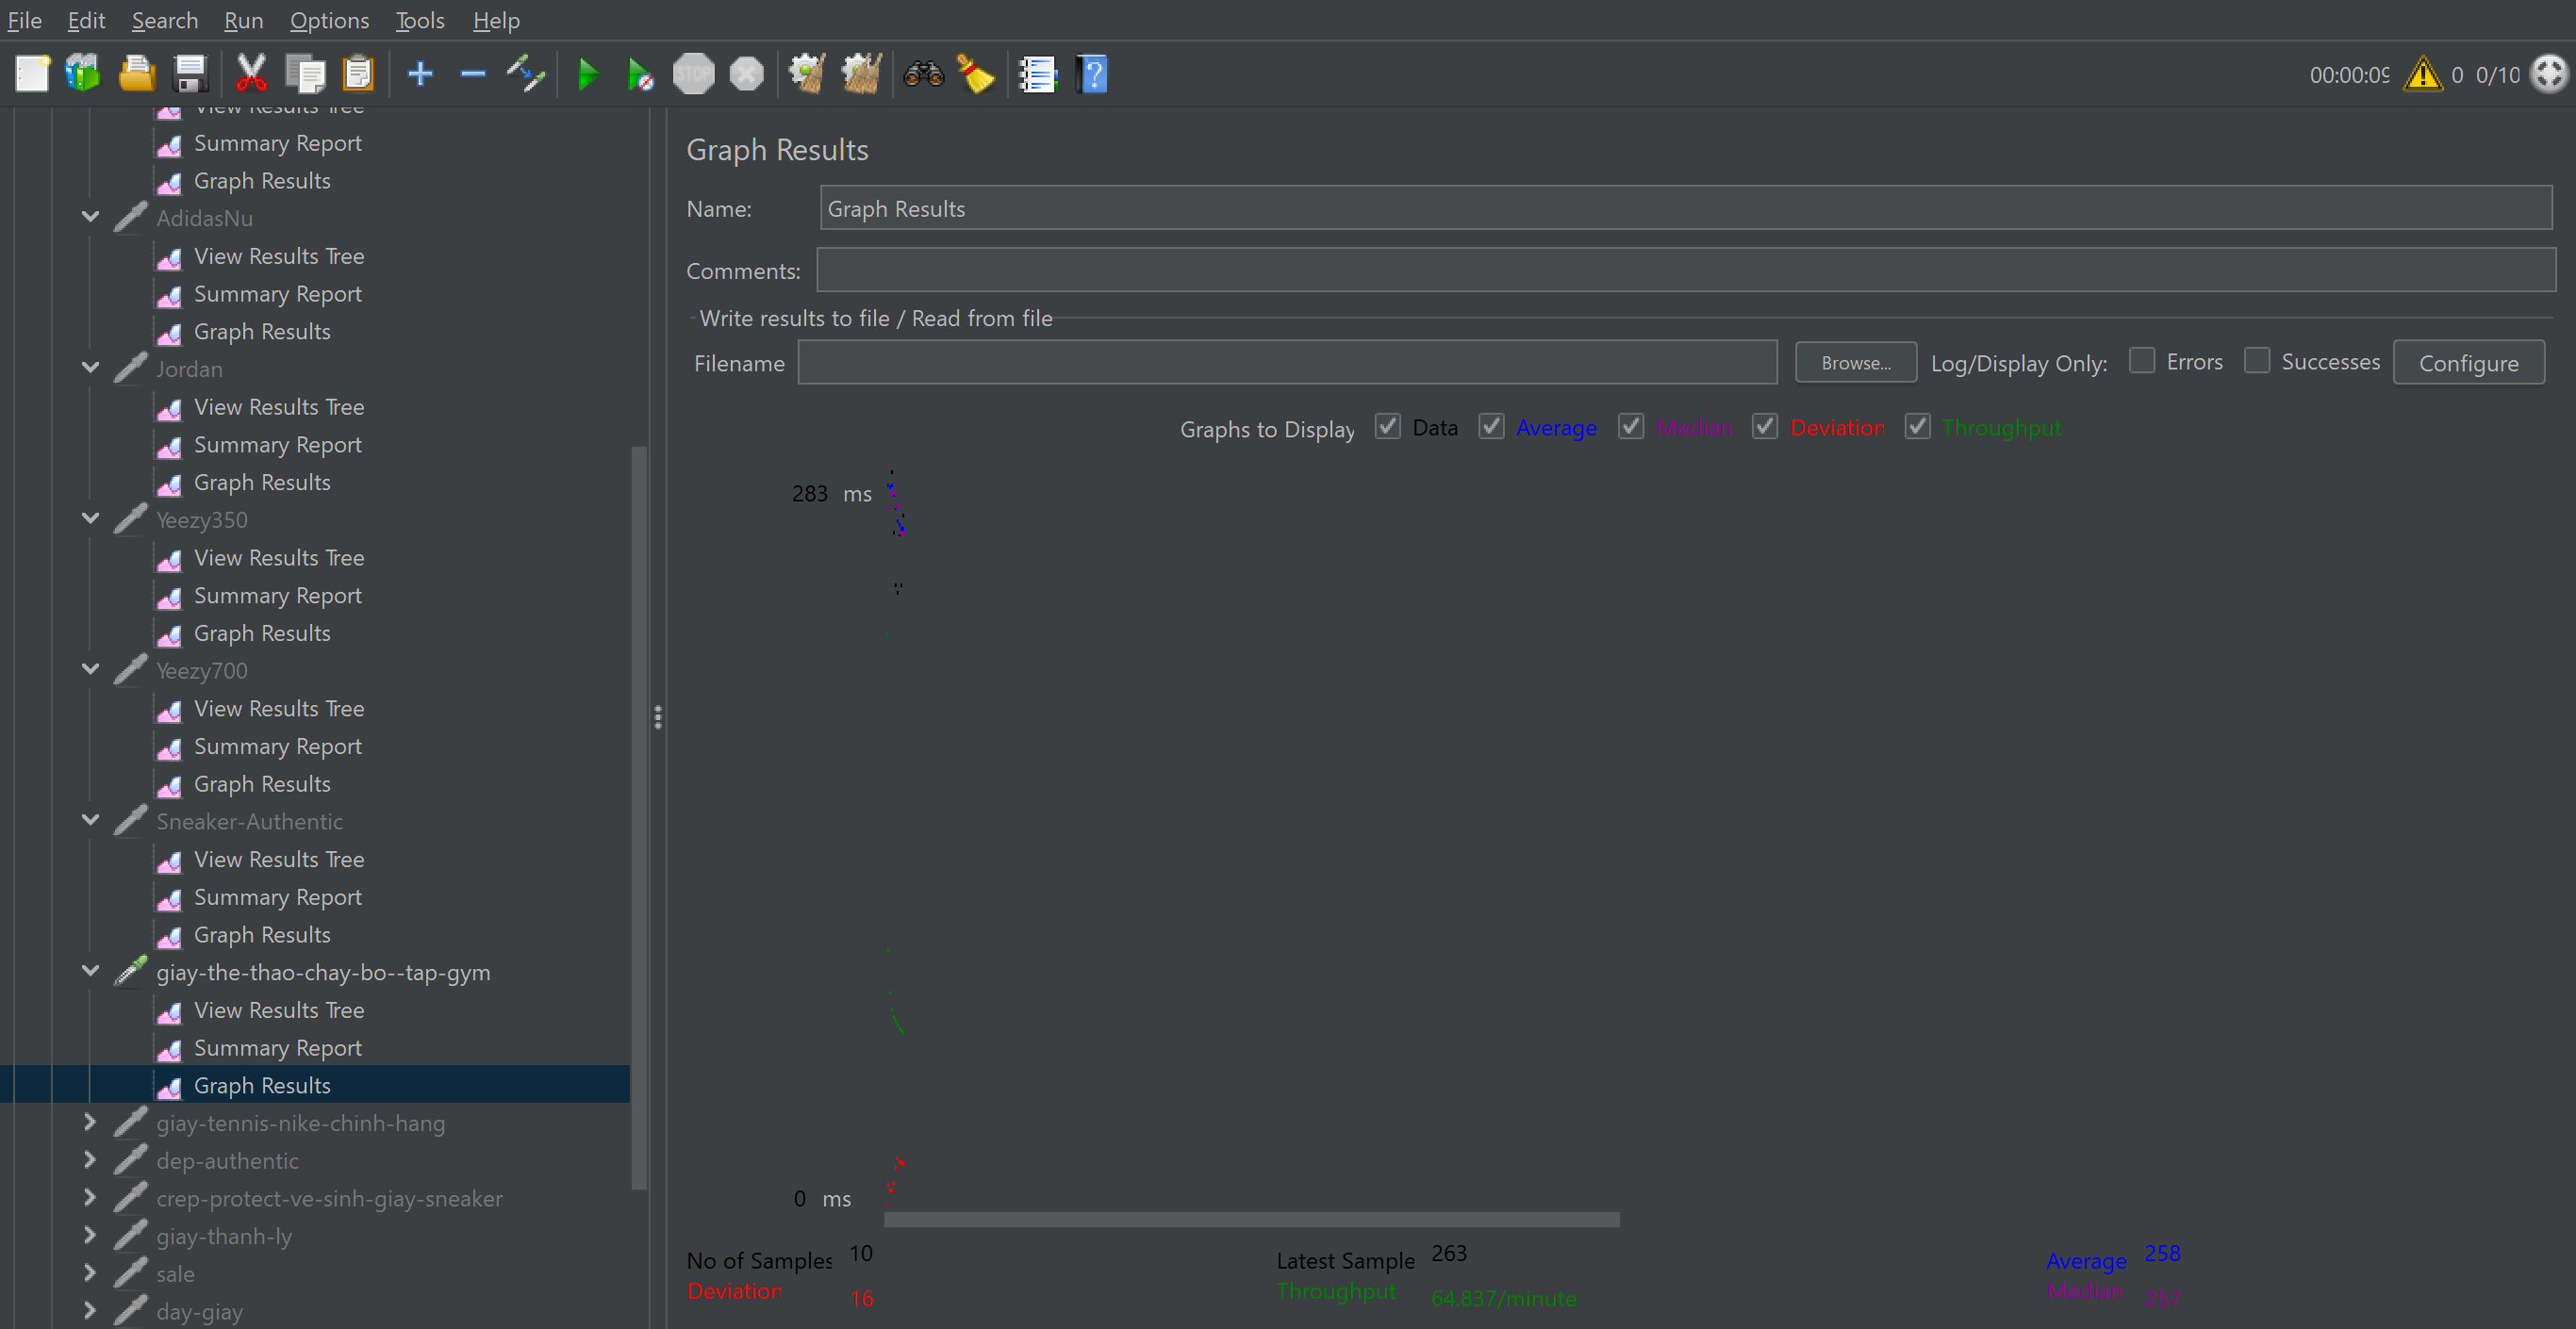 File Edit Search Run Options Tools Help
STOP
00:00:09 0 0/10
View Results Tree
Summary Report
Graph Results
AdidasNu
View Results Tree
Summary Report
Graph Results
Jordan
View Results Tree
Summary Report
Graph Results
Yeezy350
View Results Tree
Summary Report
Graph Results
Yeezy700
View Results Tree
Summary Report
Graph Results
Sneaker-Authentic
View Results Tree
Summary Report
Graph Results
giay-the-thao-chay-bo--tap-gym
View Results Tree
Summary Report
Graph Results
giay-tennis-nike-chinh-hang
dep-authentic
crep-protect-ve-sinh-giay-sneaker
giay-thanh-ly
sale
day-giay
Graph Results
Name: Graph Results
Comments:
Write results to file / Read from file
Filename Browse... Log/Display Only: Errors Successes Configure
Graphs to Display Data Average Median Deviation Throughput
283 ms
0 ms
No of Samples 10 Latest Sample 263 Average 258
Deviation 16 Throughput 64.837/minute Median 257